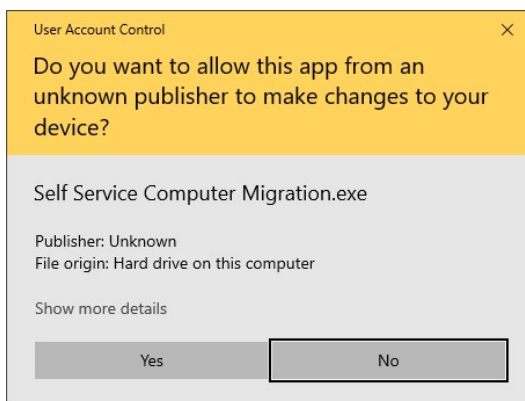 User Account Control
Do you want to allow this app from an
unknown publisher to make changes to your
device?
Self Service Computer Migration.exe
Publisher: Unknown
File origin: Hard drive on this computer
Show more details
Yes
No